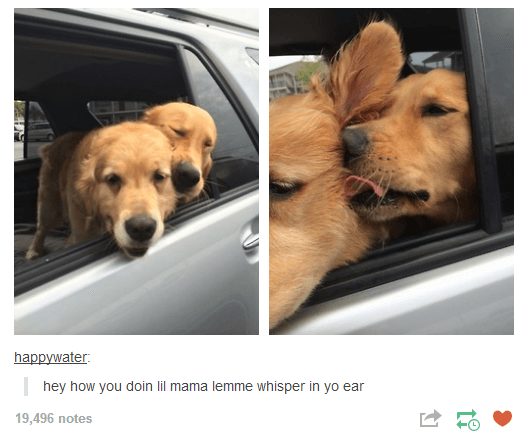 happywater:
hey how you doin lil mama lemme whisper in yo ear
19,496 notes